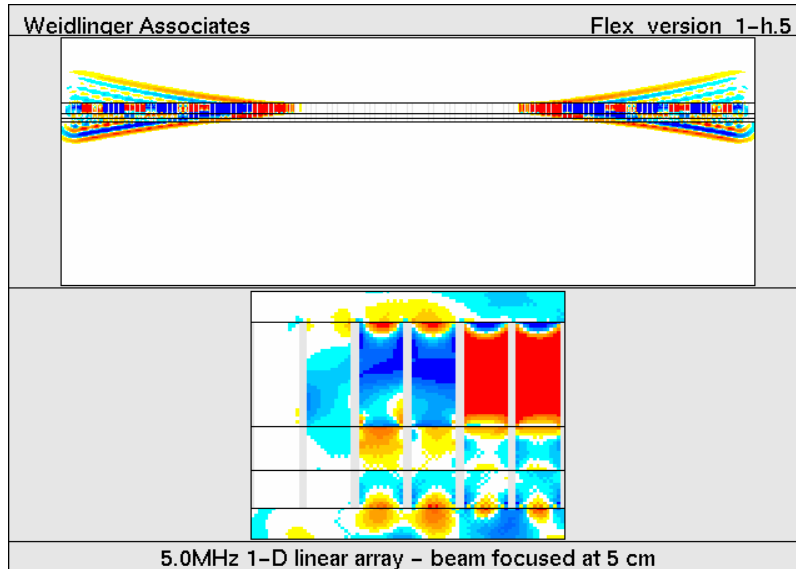 Weidlinger Associates
Flex version 1-h.5
5.0MHz 1-D linear array - beam focused at 5 cm